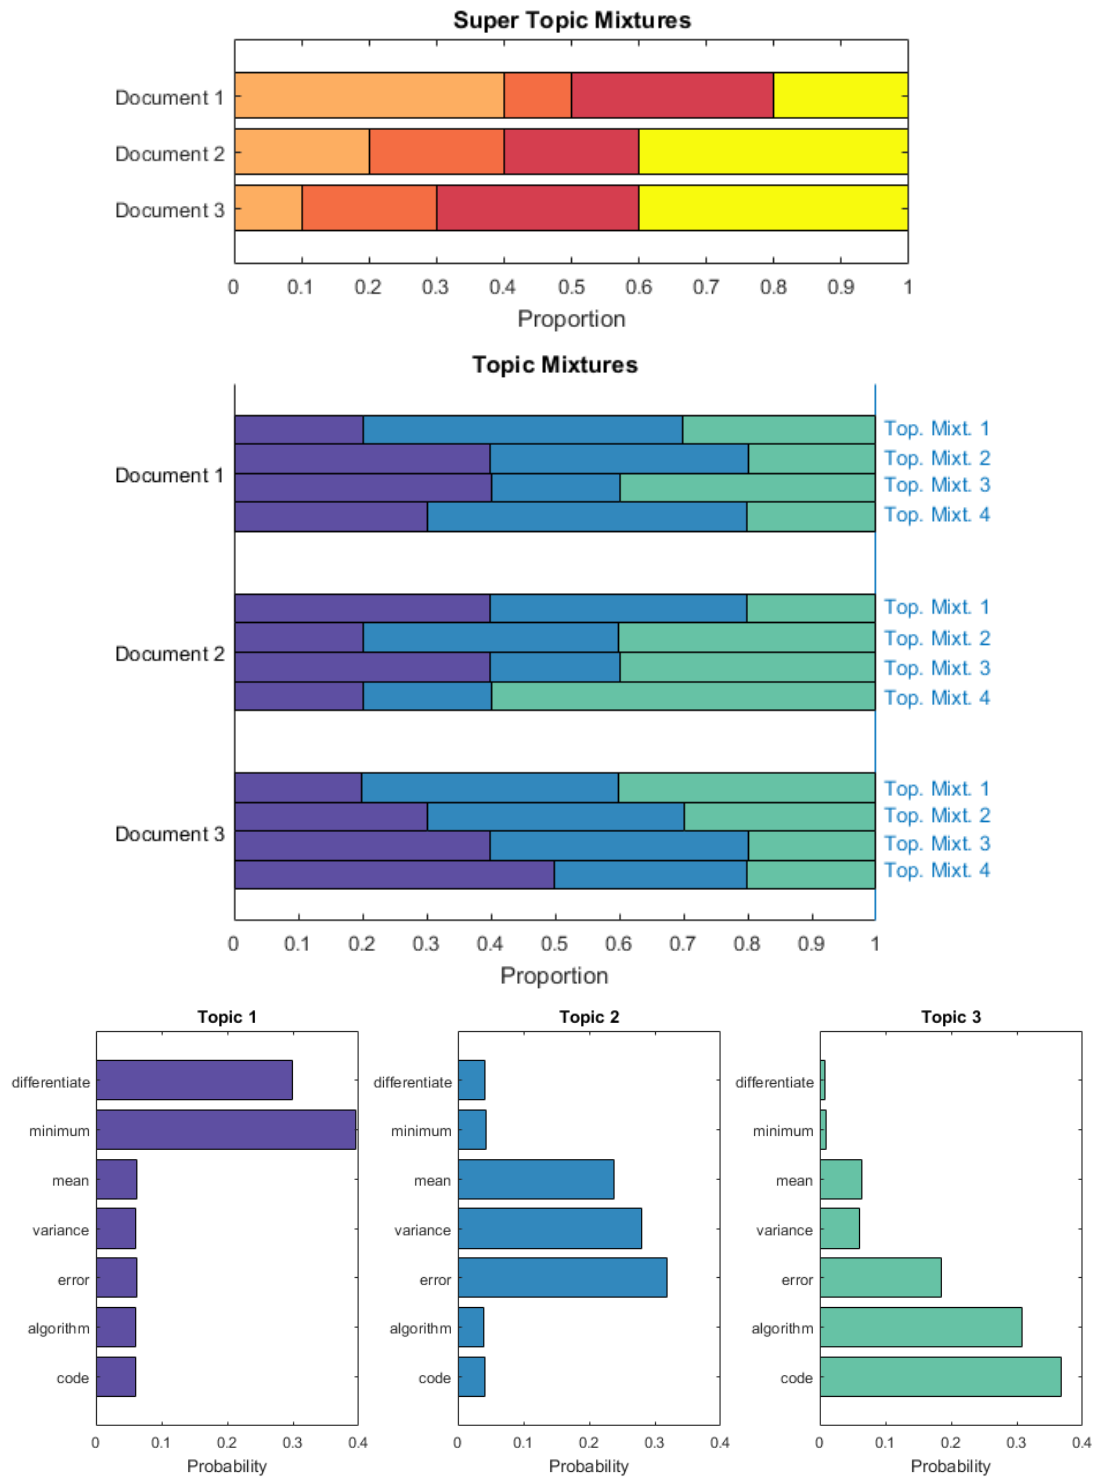 Super Topic Mixtures
Document 1
Document 2
Document 3
0 0.1 0.2 0.3 0.4 0.5 0.6 0.7 0.8 0.9 1
Proportion
Topic Mixtures
Top. Mixt. 1
Top. Mixt. 2
Document 1
Top. Mixt. 3
Top. Mixt. 4
Top. Mixt. 1
Top. Mixt. 2
Document 2
Top. Mixt. 3
Top. Mixt. 4
Top. Mixt. 1
Top. Mixt. 2
Document 3
Top. Mixt. 3
Top. Mixt. 4
0 0.1 0.2 0.3 0.4 0.5 0.6 0.7 0.8 0.9 1
Proportion
Topic 1
differentiate
minimum
mean
variance
error
algorithm
code
0 0.1 0.2 0.3 0.4
Probability
Topic 2
differentiate
minimum
mean
variance
error
algorithm
code
0 0.1 0.2 0.3 0.4
Probability
Topic 3
differentiate
minimum
mean
variance
error
algorithm
code
0 0.1 0.2 0.3 0.4
Probability